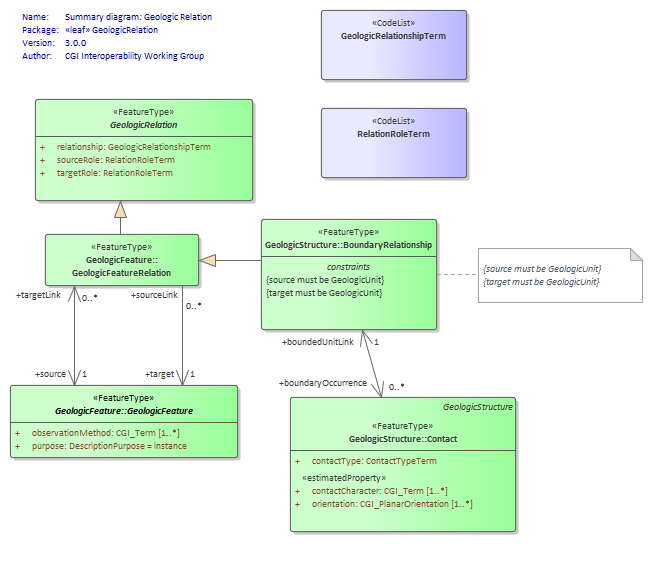 Name: Summary diagram: Geologic Relation
Package: «leaf» GeologicRelation
Version: 3.0.0
Author: CGI Interoperability Working Group
«CodeList»
GeologicRelationshipTerm
«CodeList»
RelationRoleTerm
«FeatureType»
GeologicRelation
+ relationship: GeologicRelationshipTerm
+ sourceRole: RelationRoleTerm
+ targetRole: RelationRoleTerm
«FeatureType»
GeologicFeature::
GeologicFeatureRelation
«FeatureType»
GeologicStructure::BoundaryRelationship
constraints
{source must be GeologicUnit}
{target must be GeologicUnit}
{source must be GeologicUnit}
{target must be GeologicUnit}
+targetLink
0..*
+sourceLink
0..*
+boundedUnitLink
1
+source
1
+target
1
+boundaryOccurrence
0..*
«FeatureType»
GeologicFeature::GeologicFeature
+ observationMethod: CGI_Term [1..*]
+ purpose: DescriptionPurpose = instance
GeologicStructure
«FeatureType»
GeologicStructure::Contact
+ contactType: ContactTypeTerm
«estimatedProperty»
+ contactCharacter: CGI_Term [1..*]
+ orientation: CGI_PlanarOrientation [1..*]